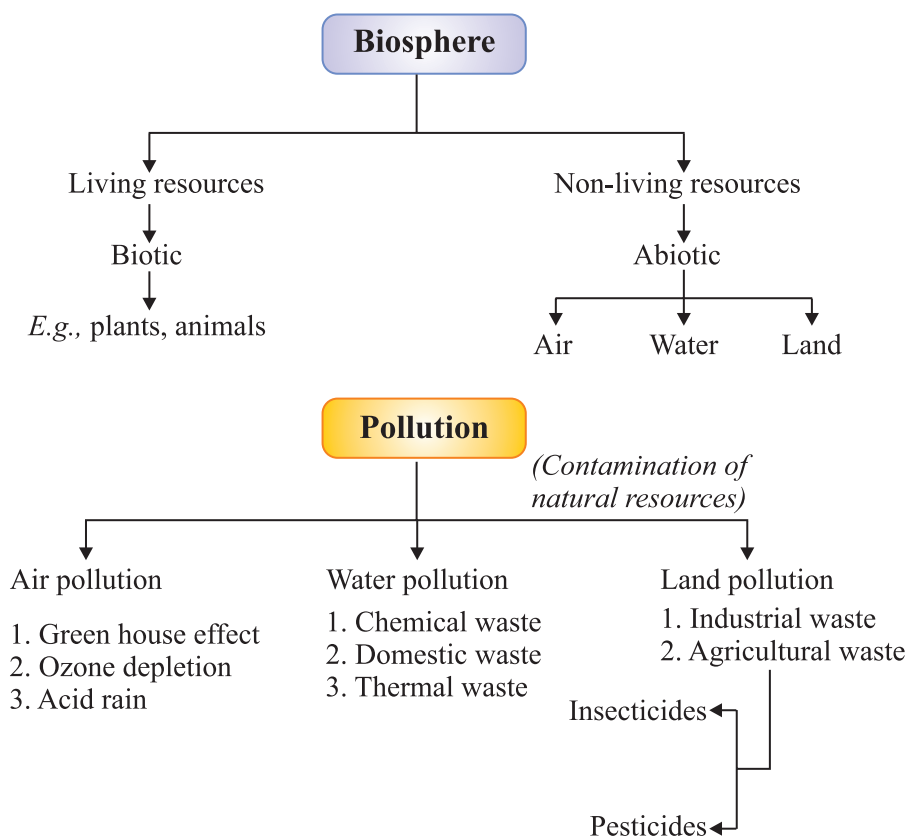 Biosphere
Living resources
Non-living resources
Biotic
Abiotic
E.g., plants, animals
Air
Water
Land
Pollution
(Contamination of
natural resources)
Air pollution
1. Green house effect
2. Ozone depletion
3. Acid rain
Water pollution
1. Chemical waste
2. Domestic waste
3. Thermal waste
Land pollution
1. Industrial waste
2. Agricultural waste
Insecticides
Pesticides